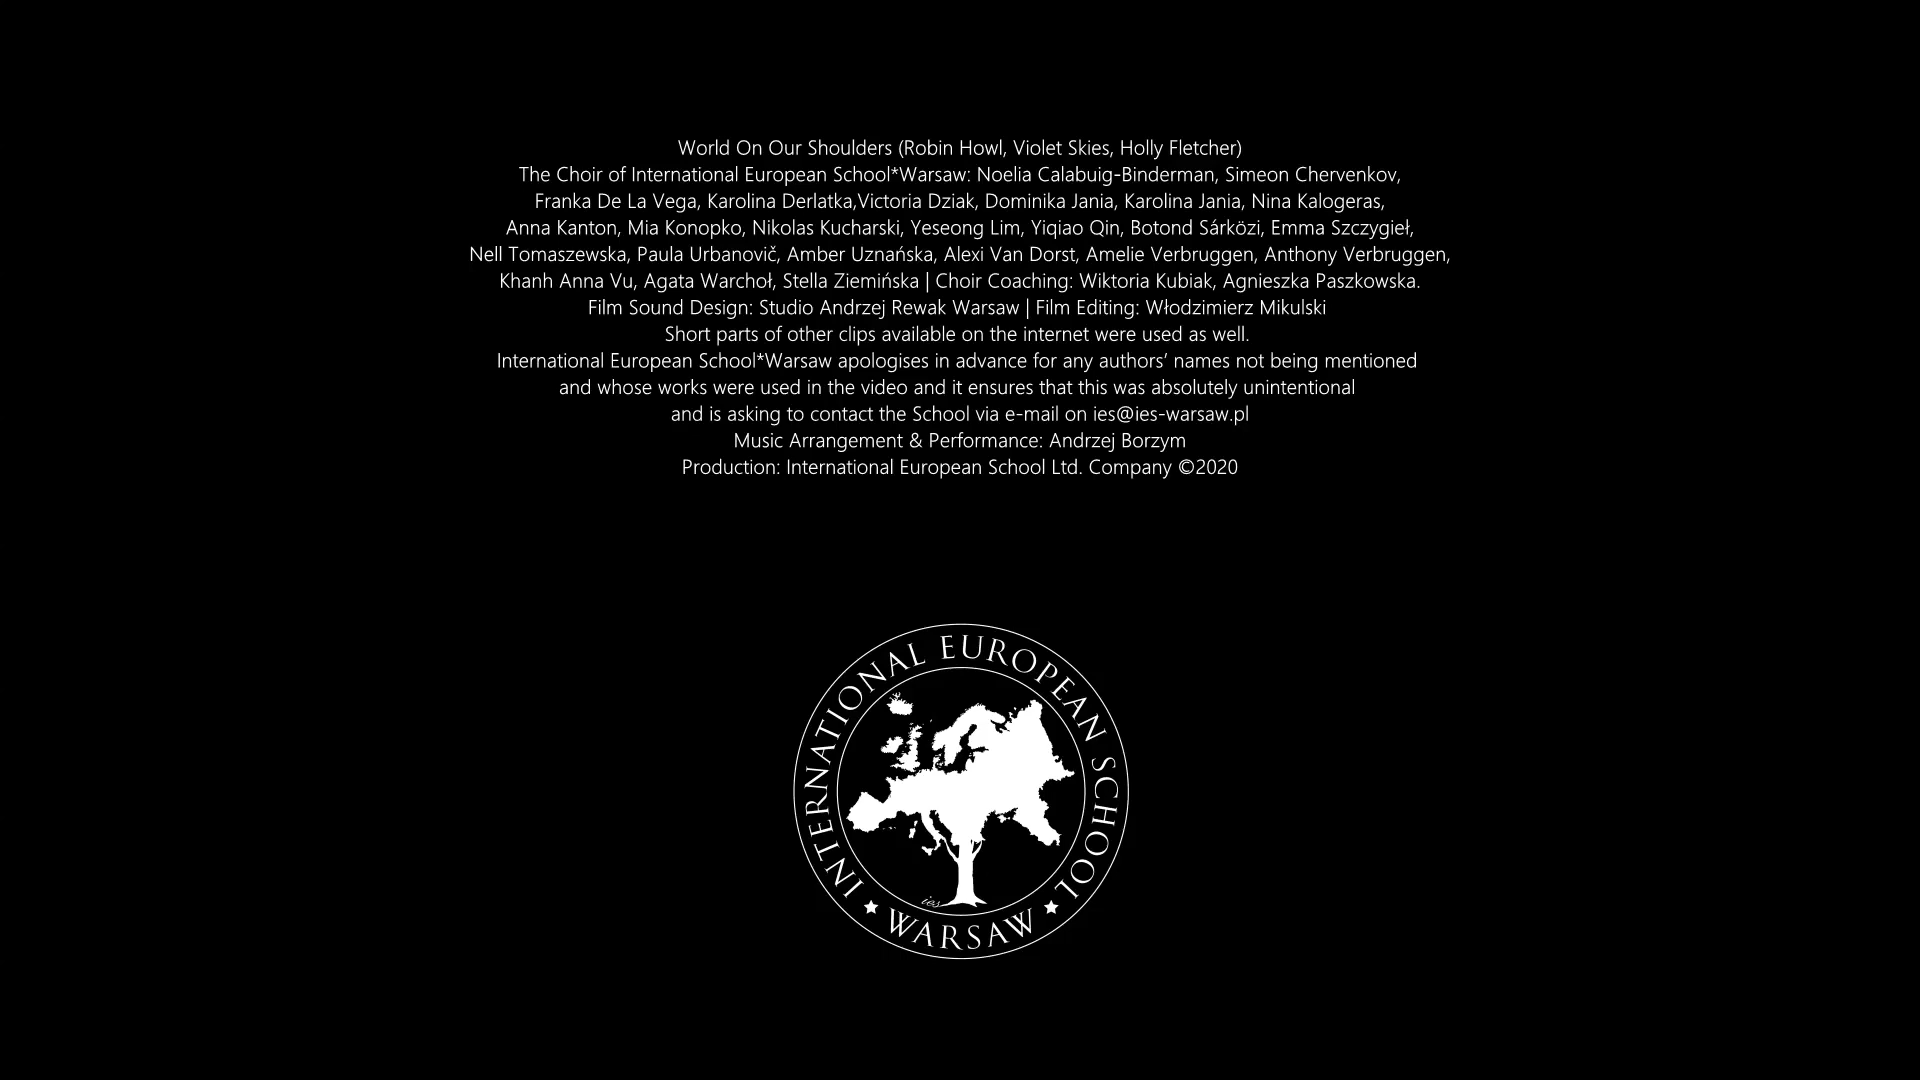 World On Our Shoulders (Robin Howl, Violet Skies, Holly Fletcher)
The Choir of International European School*Warsaw: Noelia Calabuig-Binderman, Simeon Chervenkov,
Franka De La Vega, Karolina Derlatka,Victoria Dziak, Dominika Jania, Karolina Jania, Nina Kalogeras,
Anna Kanton, Mia Konopko, Nikolas Kucharski, Yeseong Lim, Yiqiao Qin, Botond Sárközi, Emma Szczygieł,
Nell Tomaszewska, Paula Urbanovič, Amber Uznańska, Alexi Van Dorst, Amelie Verbruggen, Anthony Verbruggen,
Khanh Anna Vu, Agata Warchoł, Stella Ziemińska | Choir Coaching: Wiktoria Kubiak, Agnieszka Paszkowska.
Film Sound Design: Studio Andrzej Rewak Warsaw | Film Editing: Włodzimierz Mikulski
Short parts of other clips available on the internet were used as well.
International European School*Warsaw apologises in advance for any authors’ names not being mentioned
and whose works were used in the video and it ensures that this was absolutely unintentional
and is asking to contact the School via e-mail on ies@ies-warsaw.pl
Music Arrangement & Performance: Andrzej Borzym
Production: International European School Ltd. Company ©2020
INTERNATIONAL EUROPEAN SCHOOL
ies
★ WARSAW ★